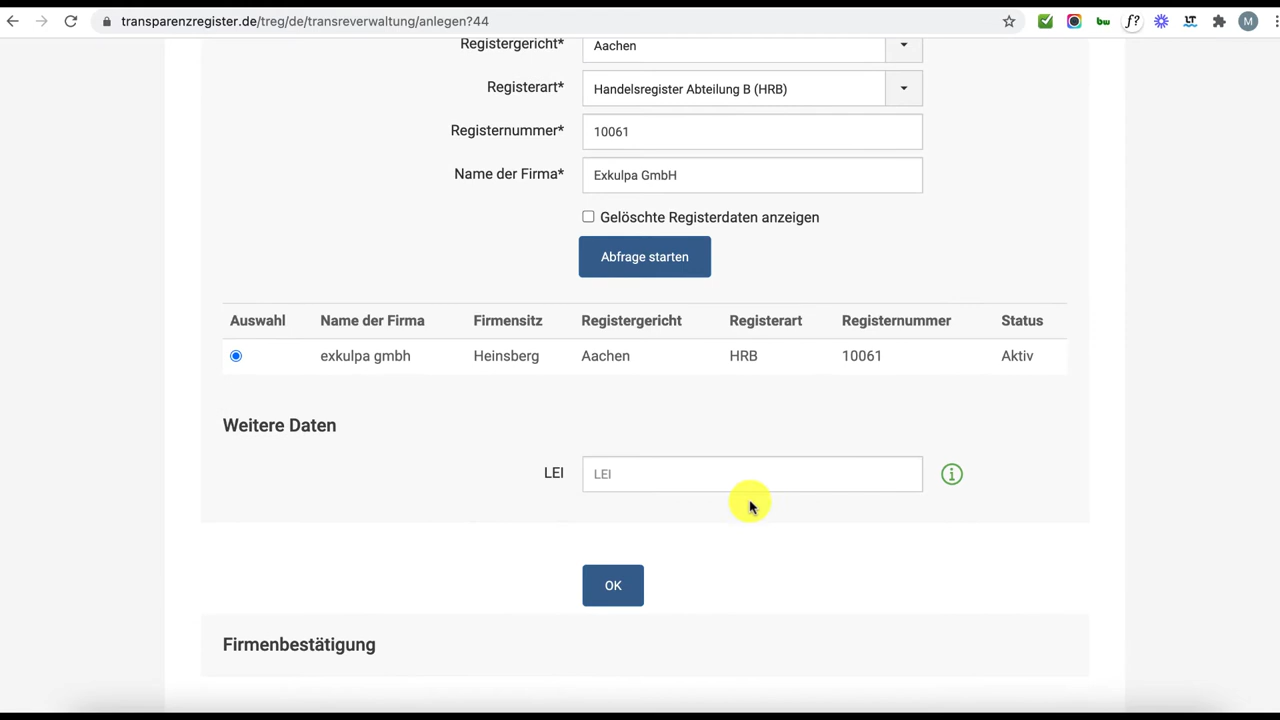 transparenzregister.de/treg/de/transreverwaltung/anlegen?44
bw
f?
LT
M
Registergericht*
Aachen
Registerart*
Handelsregister Abteilung B (HRB)
Registernummer*
10061
Name der Firma*
Exkulpa GmbH
Gelöschte Registerdaten anzeigen
Abfrage starten
Auswahl Name der Firma Firmensitz Registergericht Registerart Registernummer Status
exkulpa gmbh Heinsberg Aachen HRB 10061 Aktiv
Weitere Daten
LEI
LEI
OK
Firmenbestätigung